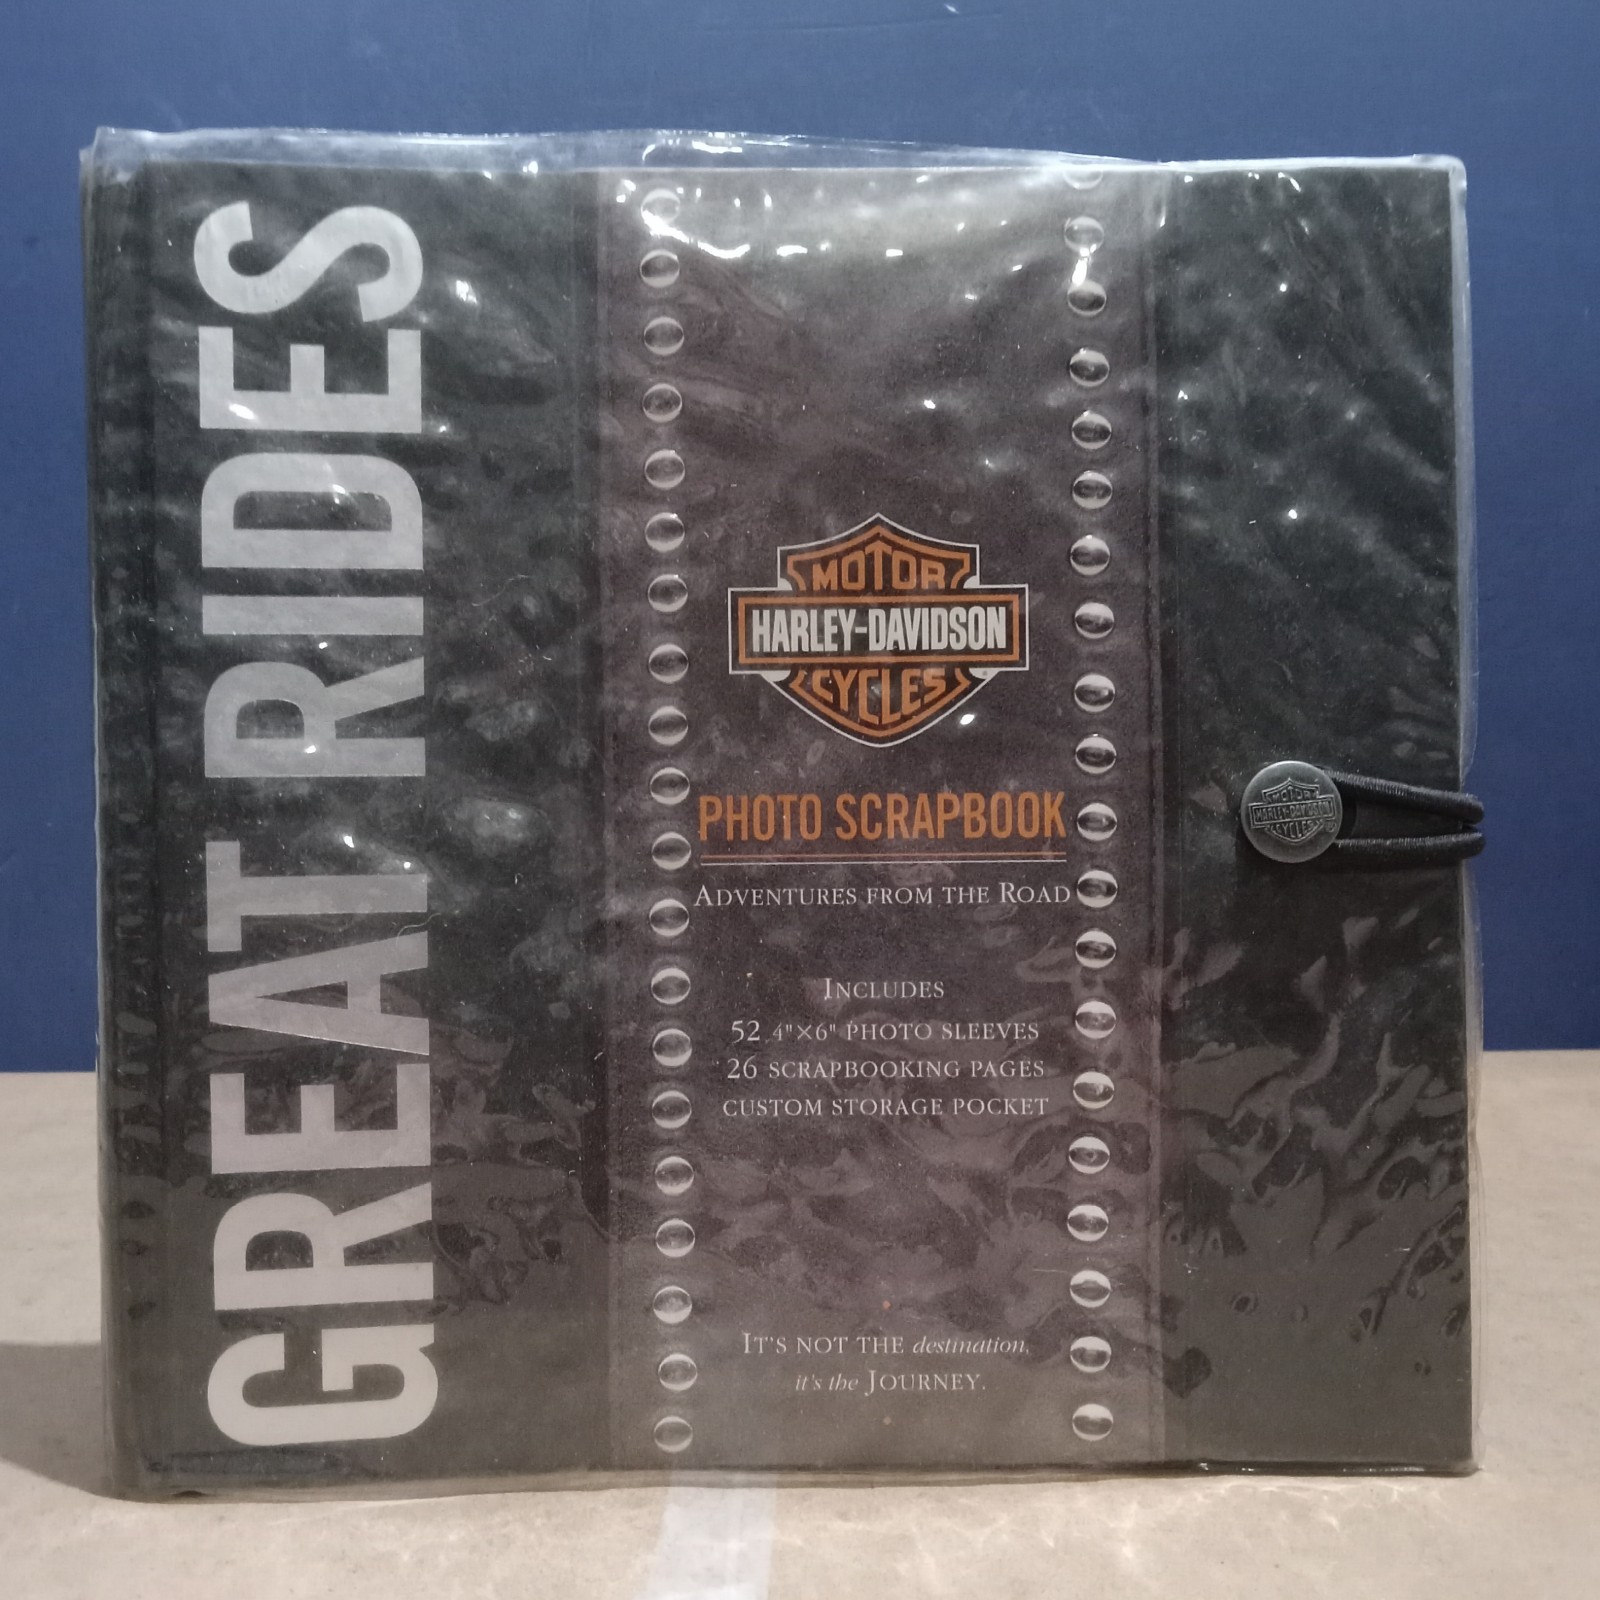 GREAT RIDES
MOTOR
HARLEY-DAVIDSON
CYCLES
PHOTO SCRAPBOOK
ADVENTURES FROM THE ROAD
INCLUDES
52 4"×6" PHOTO SLEEVES
26 SCRAPBOOKING PAGES
CUSTOM STORAGE POCKET
IT'S NOT THE destination,
it's the JOURNEY.
MOTOR
HARLEY-DAVIDSON
CYCLES